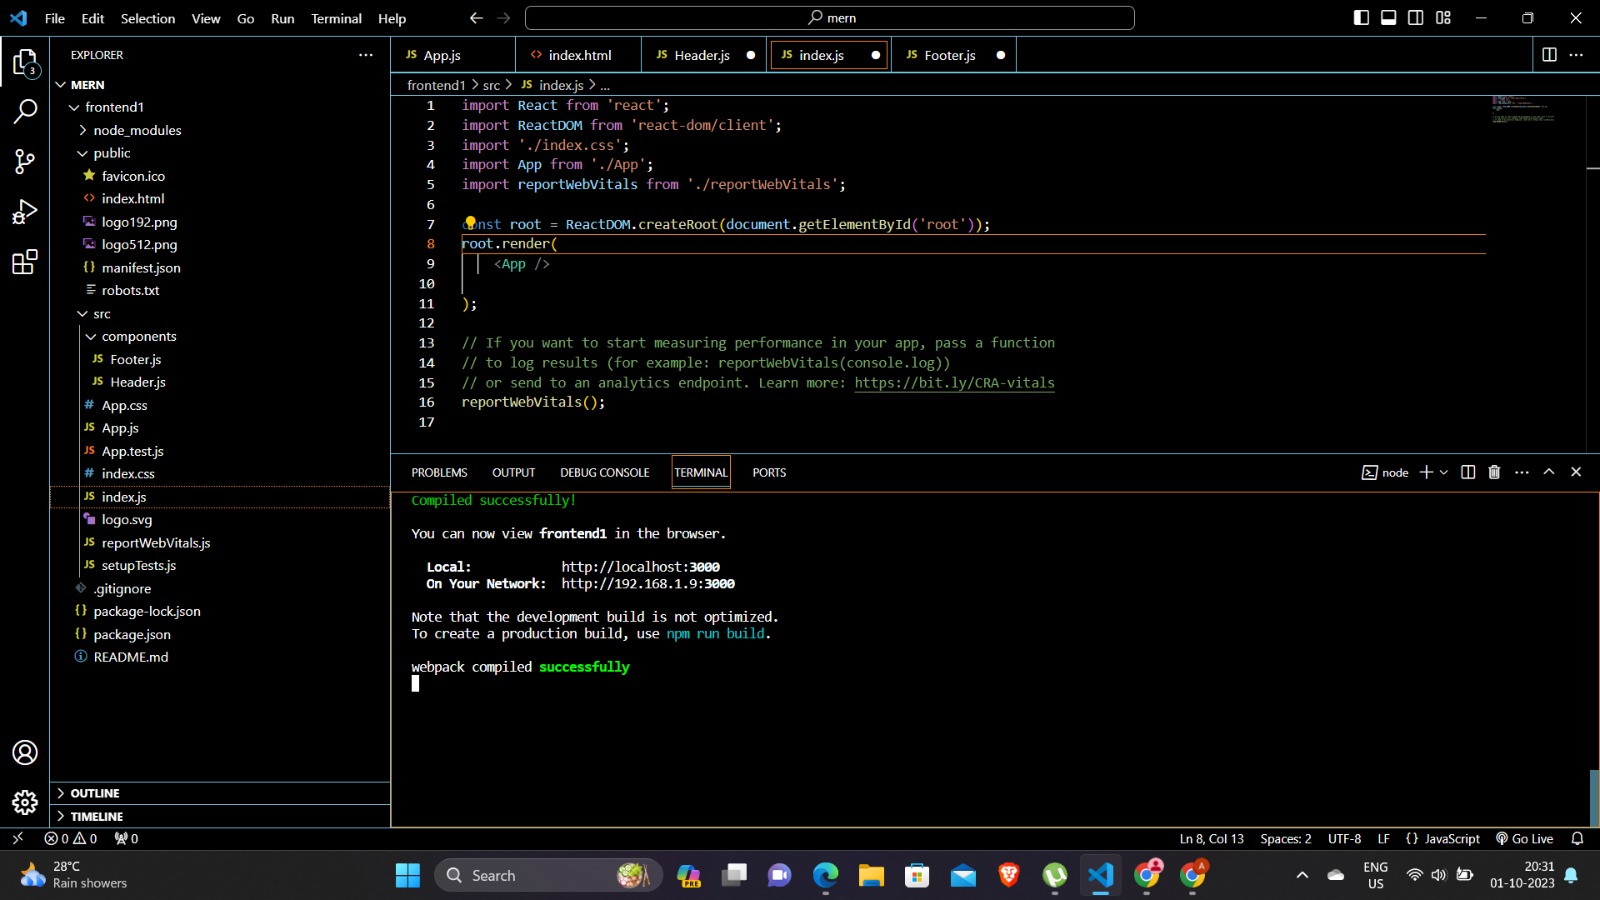 File Edit Selection View Go Run Terminal Help
mern
EXPLORER
MERN
frontend1
node_modules
public
favicon.ico
index.html
logo192.png
logo512.png
manifest.json
robots.txt
src
components
Footer.js
Header.js
App.css
App.js
App.test.js
index.css
index.js
logo.svg
reportWebVitals.js
setupTests.js
.gitignore
package-lock.json
package.json
README.md
OUTLINE
TIMELINE
3
JS App.js <> index.html JS Header.js JS index.js JS Footer.js
frontend1 > src > JS index.js > ...
1 import React from 'react';
2 import ReactDOM from 'react-dom/client';
3 import './index.css';
4 import App from './App';
5 import reportWebVitals from './reportWebVitals';
6
7 const root = ReactDOM.createRoot(document.getElementById('root'));
8 root.render(
9 <App />
10
11 );
12
13 // If you want to start measuring performance in your app, pass a function
14 // to log results (for example: reportWebVitals(console.log))
15 // or send to an analytics endpoint. Learn more: https://bit.ly/CRA-vitals
16 reportWebVitals();
17
PROBLEMS OUTPUT DEBUG CONSOLE TERMINAL PORTS node
Compiled successfully!
You can now view frontend1 in the browser.
Local: http://localhost:3000
On Your Network: http://192.168.1.9:3000
Note that the development build is not optimized.
To create a production build, use npm run build.
webpack compiled successfully
0 0 0 Ln 8, Col 13 Spaces: 2 UTF-8 LF {} JavaScript Go Live
28°C
Rain showers
Search
PRE
A
ENG
US
20:31
01-10-2023